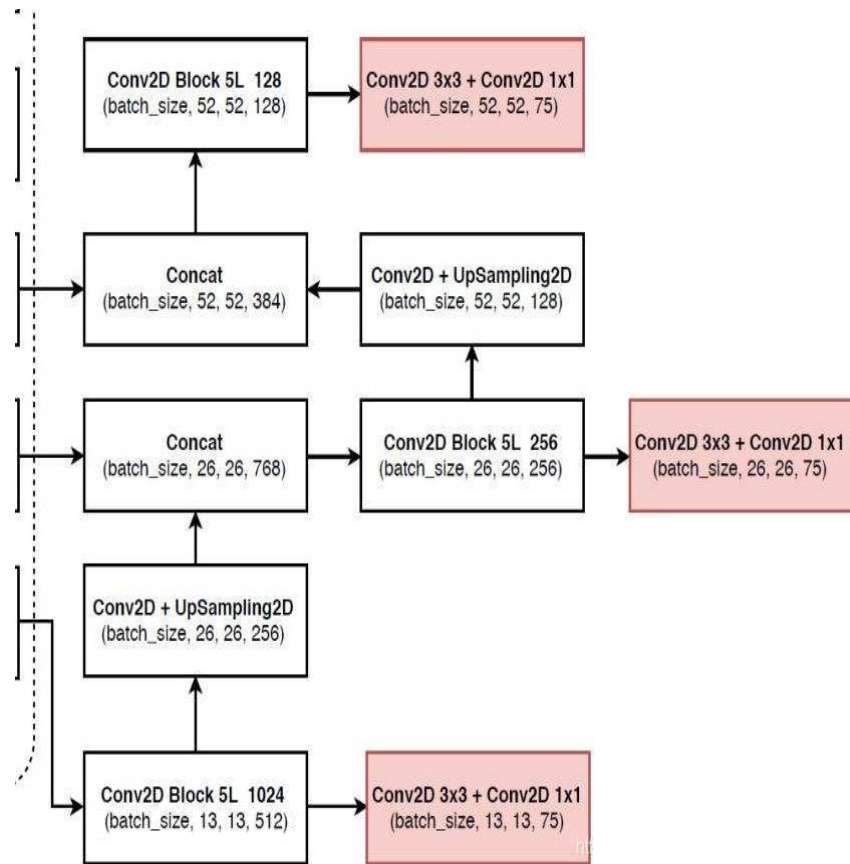 Conv2D Block 5L 128
(batch_size, 52, 52, 128)
Conv2D 3x3 + Conv2D 1x1
(batch_size, 52, 52, 75)
Concat
(batch_size, 52, 52, 384)
Conv2D + UpSampling2D
(batch_size, 52, 52, 128)
Concat
(batch_size, 26, 26, 768)
Conv2D Block 5L 256
(batch_size, 26, 26, 256)
Conv2D 3x3 + Conv2D 1x1
(batch_size, 26, 26, 75)
Conv2D + UpSampling2D
(batch_size, 26, 26, 256)
Conv2D Block 5L 1024
(batch_size, 13, 13, 512)
Conv2D 3x3 + Conv2D 1x1
(batch_size, 13, 13, 75)